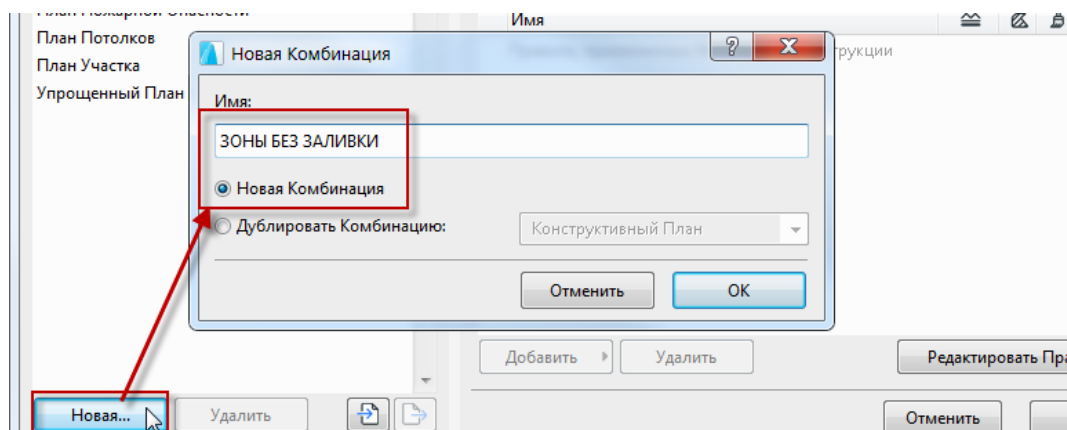 План Потолков
План Участка
Упрощенный План
Имя
Новая Комбинация
Имя:
ЗОНЫ БЕЗ ЗАЛИВКИ
Новая Комбинация
Дублировать Комбинацию:
Конструктивный План
Отменить
OK
Добавить
Удалить
Редактировать
Новая...
Удалить
Отменить